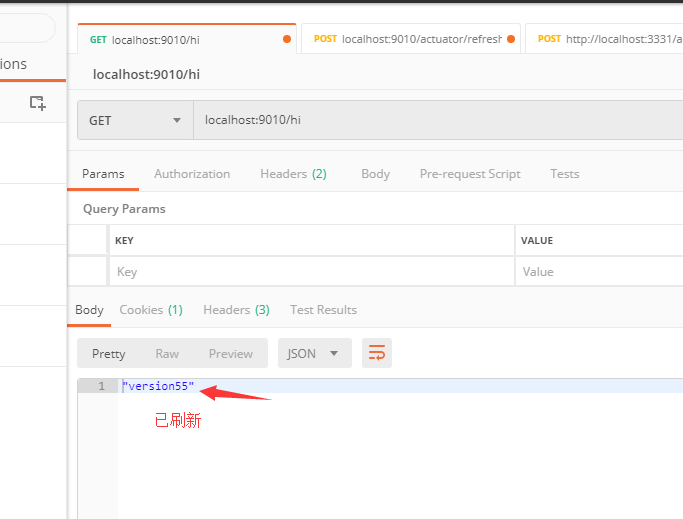 GET localhost:9010/hi
POST localhost:9010/actuator/refresh
POST http://localhost:3331/a
ions
localhost:9010/hi
GET localhost:9010/hi
Params Authorization Headers (2) Body Pre-request Script Tests
Query Params
KEY VALUE
Key Value
Body Cookies (1) Headers (3) Test Results
Pretty Raw Preview JSON
1 "version55"
已刷新